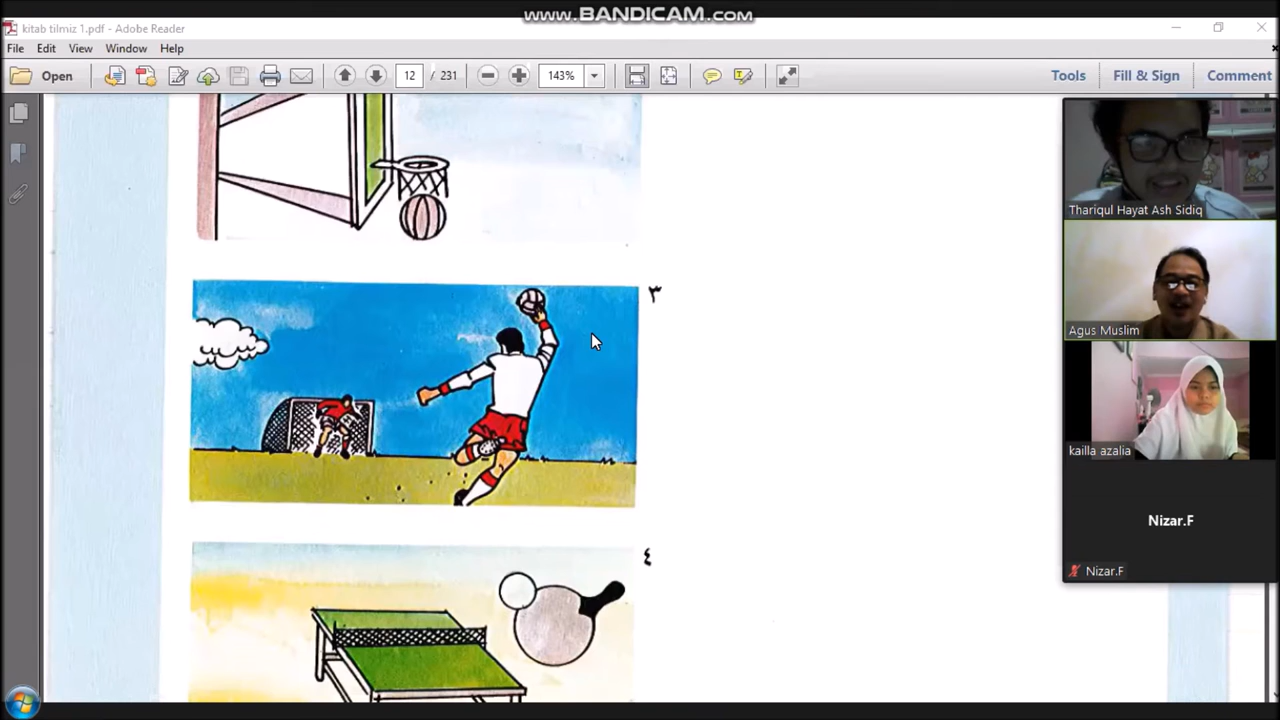 www.BANDICAM.com
kitab tilmiz 1.pdf - Adobe Reader
File Edit View Window Help
Open 12 / 231 143% Tools Fill & Sign Comment
Thariqul Hayat Ash Sidiq
٣
Agus Muslim
kailla azalia
Nizar.F
٤
Nizar.F